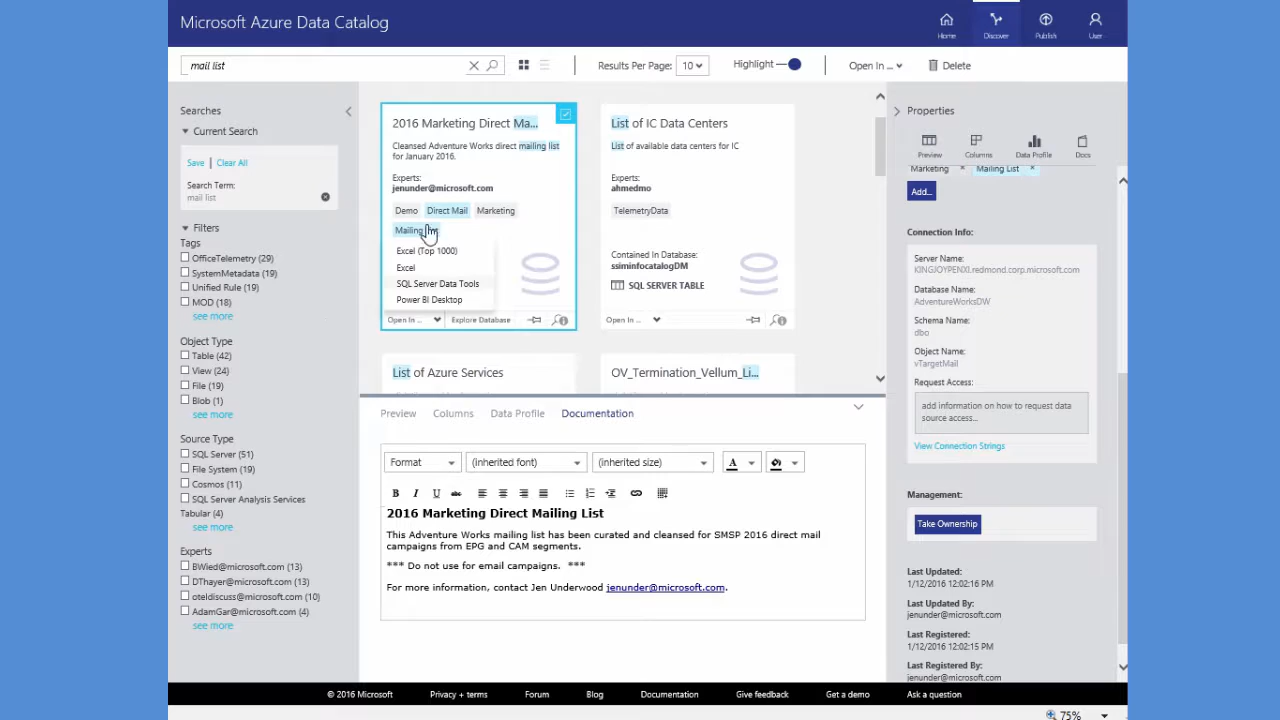 Microsoft Azure Data Catalog
Home
Discover
Publish
User
mail list
Results Per Page:
10
Highlight
Open In ...
Delete
Searches
Current Search
Save | Clear All
Search Term:
mail list
Filters
Tags
OfficeTelemetry (29)
SystemMetadata (19)
Unified Rule (19)
MOD (18)
see more
Object Type
Table (42)
View (24)
File (19)
Blob (1)
see more
Source Type
SQL Server (51)
File System (19)
Cosmos (11)
SQL Server Analysis Services
Tabular (4)
see more
Experts
BWied@microsoft.com (13)
DThayer@microsoft.com (13)
oteldiscuss@microsoft.com (10)
AdamGar@microsoft.com (4)
see more
2016 Marketing Direct Ma...
Cleansed Adventure Works direct mailing list
for January 2016.
Experts:
jenunder@microsoft.com
Demo
Direct Mail
Marketing
Mailing
Excel (Top 1000)
Excel
SQL Server Data Tools
Power BI Desktop
Open In ...
Explore Database
List of IC Data Centers
List of available data centers for IC
Experts:
ahmedmo
TelemetryData
Contained In Database:
ssiminfocatalogDM
SQL SERVER TABLE
Open In ...
List of Azure Services
OV_Termination_Vellum_Li...
Preview
Columns
Data Profile
Documentation
Format
(inherited font)
(inherited size)
A
B
I
U
abc
2016 Marketing Direct Mailing List
This Adventure Works mailing list has been curated and cleansed for SMSP 2016 direct mail
campaigns from EPG and CAM segments.
*** Do not use for email campaigns. ***
For more information, contact Jen Underwood jenunder@microsoft.com.
Properties
Preview
Columns
Data Profile
Docs
Marketing
Mailing List
Add...
Connection Info:
Server Name:
KINGJOYPENXI.redmond.corp.microsoft.com
Database Name:
AdventureWorksDW
Schema Name:
dbo
Object Name:
vTargetMail
Request Access:
add information on how to request data
source access...
View Connection Strings
Management:
Take Ownership
Last Updated:
1/12/2016 12:02:16 PM
Last Updated By:
jenunder@microsoft.com
Last Registered:
1/12/2016 12:02:15 PM
Last Registered By:
jenunder@microsoft.com
© 2016 Microsoft
Privacy + terms
Forum
Blog
Documentation
Give feedback
Get a demo
Ask a question
75%